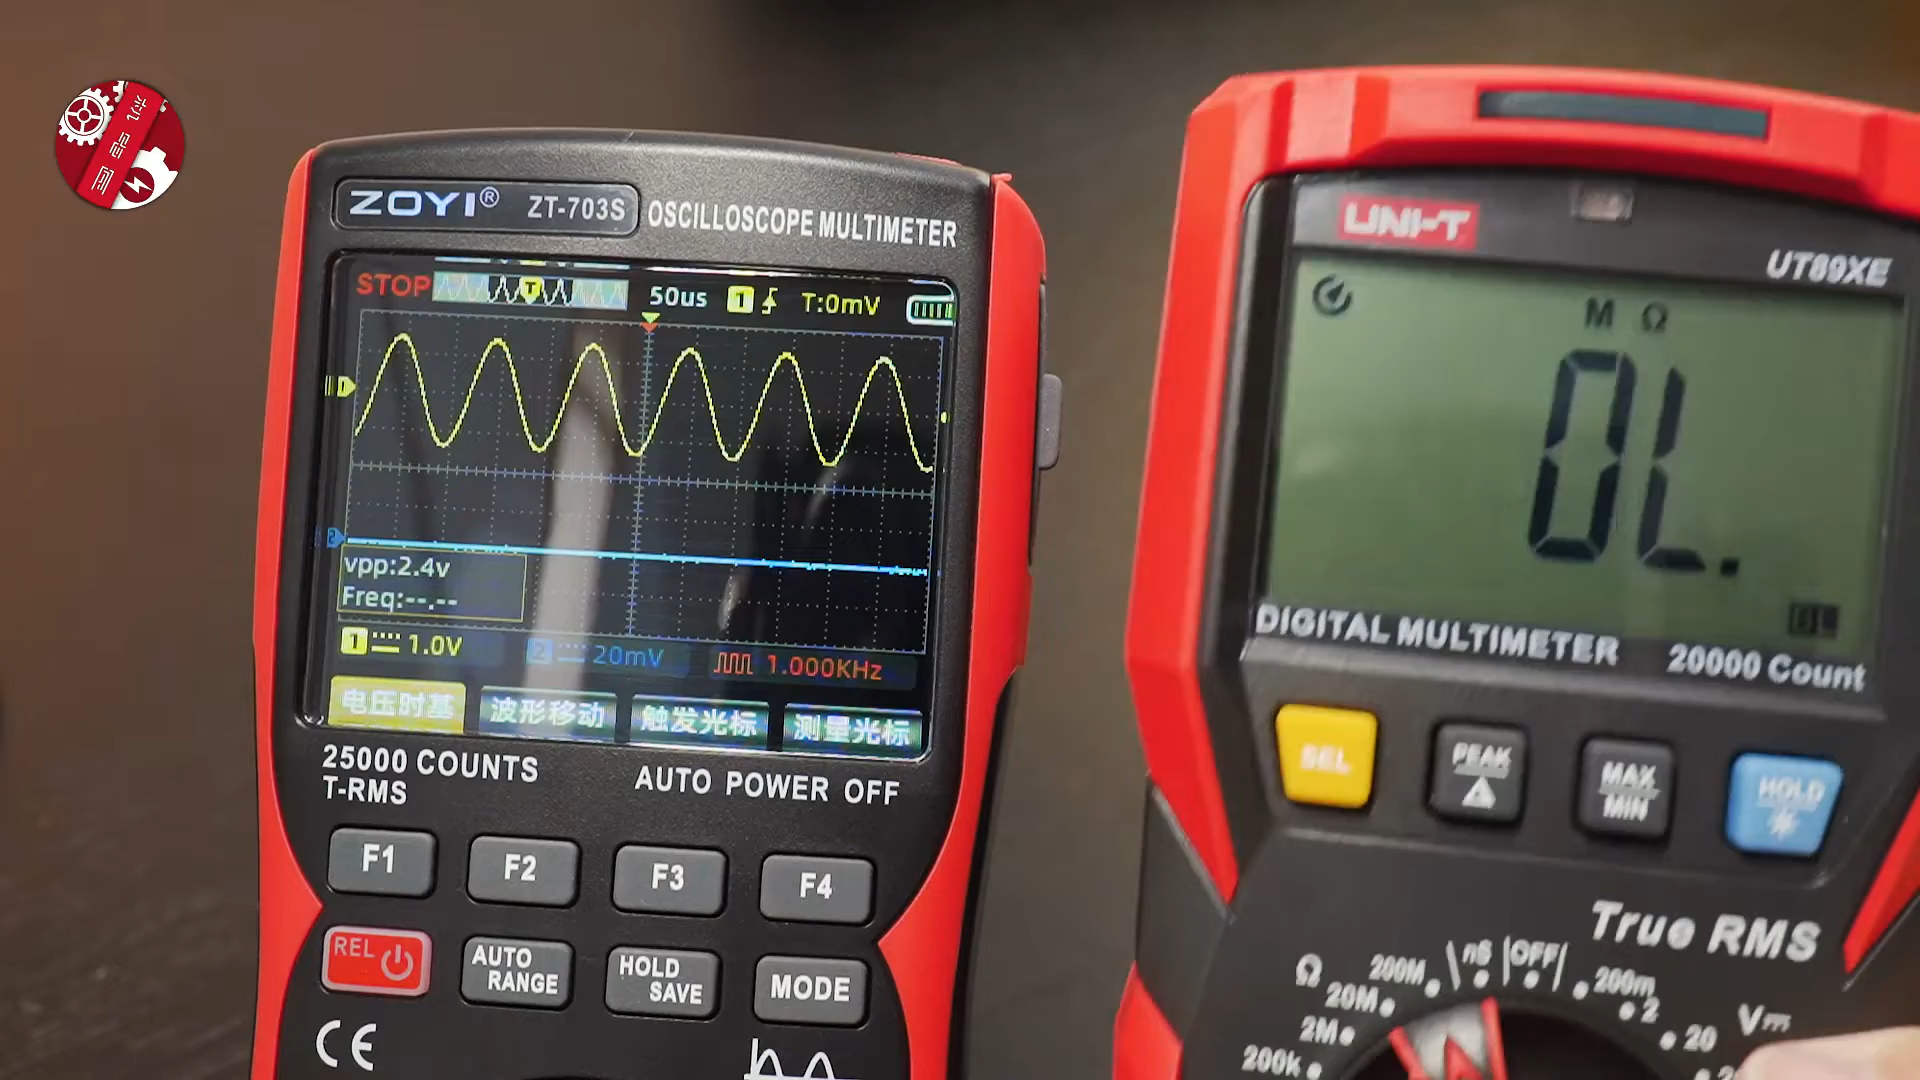 ZOYI® ZT-703S OSCILLOSCOPE MULTIMETER
STOP T 50us 1 T:0mV
1
2
vpp:2.4v
Freq:--.--
1 1.0V 2 20mV 1.000KHz
电压时基 波形移动 触发光标 测量光标
25000 COUNTS
T-RMS
AUTO POWER OFF
F1 F2 F3 F4
REL
AUTO RANGE
HOLD SAVE
MODE
CE
UNI-T
UT89XE
M Ω
0L.
DIGITAL MULTIMETER 20000 Count
SEL
PEAK
MAX MIN
HOLD
True RMS
Ω 200M nS OFF 200m
20M 2
2M 20 V
200k